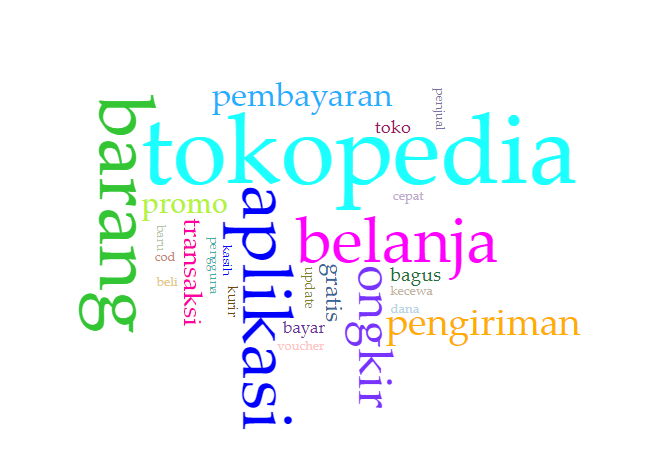 pembayaran
penjual
barang
tokopedia
toko
promo
aplikasi
cepat
belanja
transaksi
baru
pengguna
kasih
cod
beli
kurir
update
gratis
ongkir
bagus
kecewa
dana
bayar
pengiriman
voucher